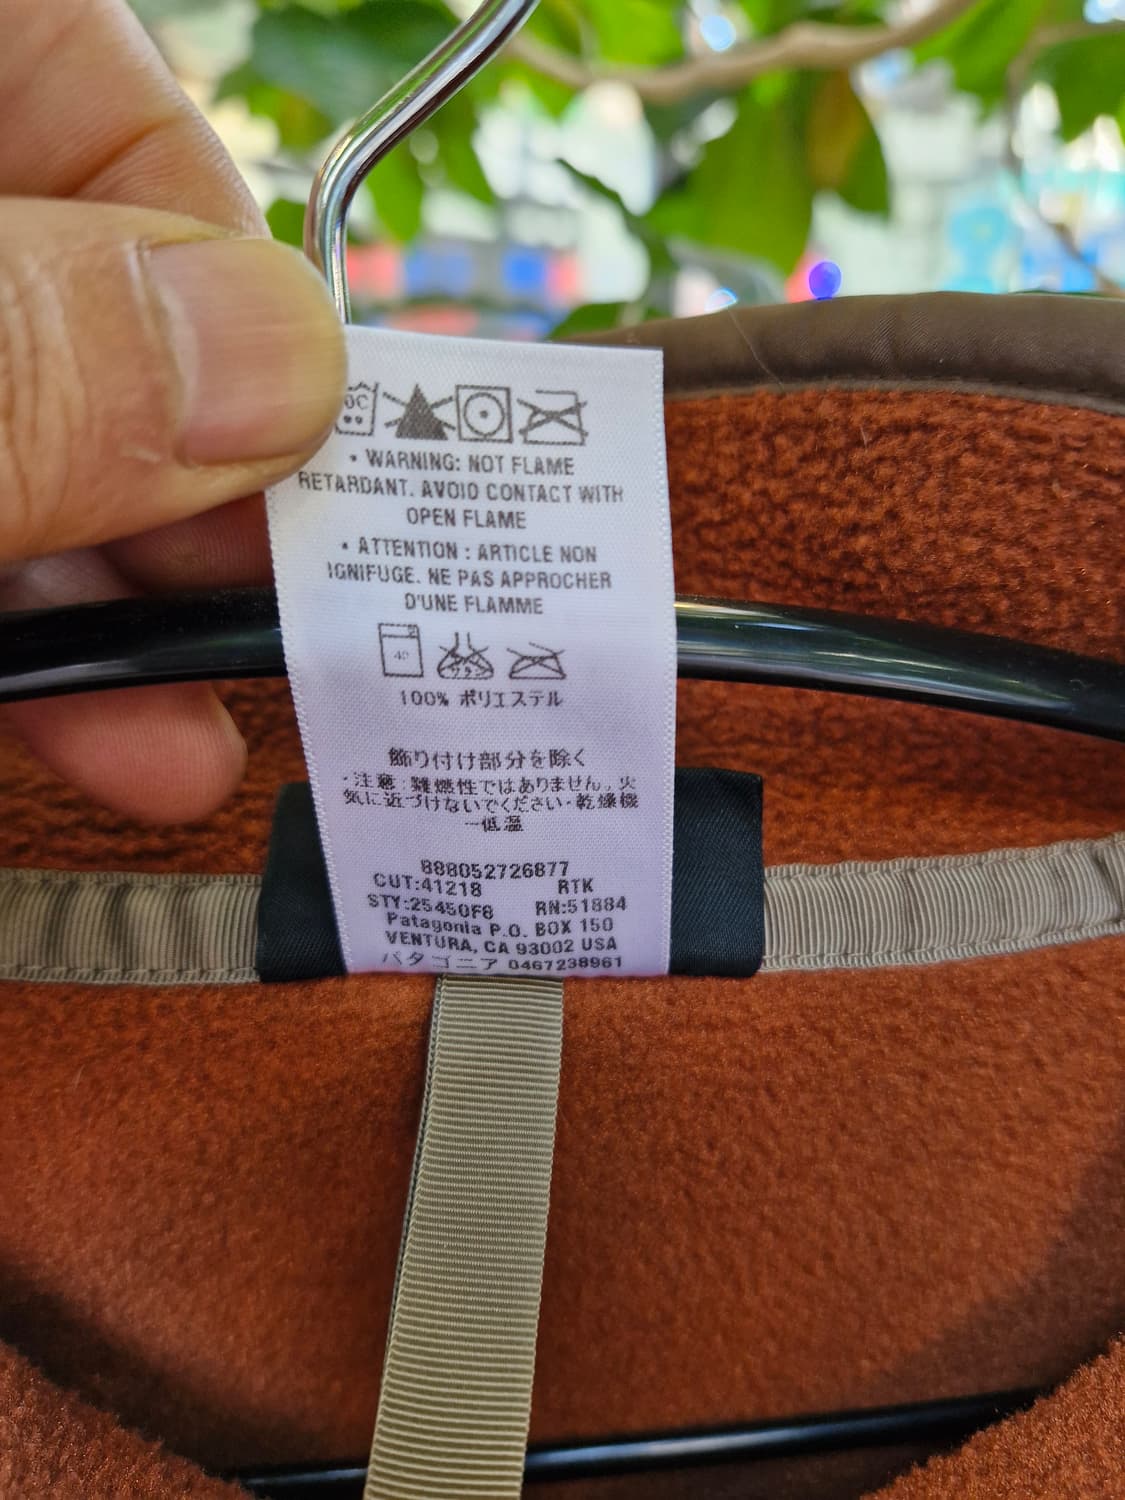 0C
• WARNING: NOT FLAME
RETARDANT. AVOID CONTACT WITH
OPEN FLAME
• ATTENTION : ARTICLE NON
IGNIFUGE. NE PAS APPROCHER
D'UNE FLAMME
40
100% ポリエステル
飾り付け部分を除く
・注意:難燃性ではありません。火
気に近づけないでください・乾燥機
一低温
888052726877
CUT:41218 RTK
STY:25450F8 RN:51884
Patagonia P.O. BOX 150
VENTURA, CA 93002 USA
パタゴニア 0467238961